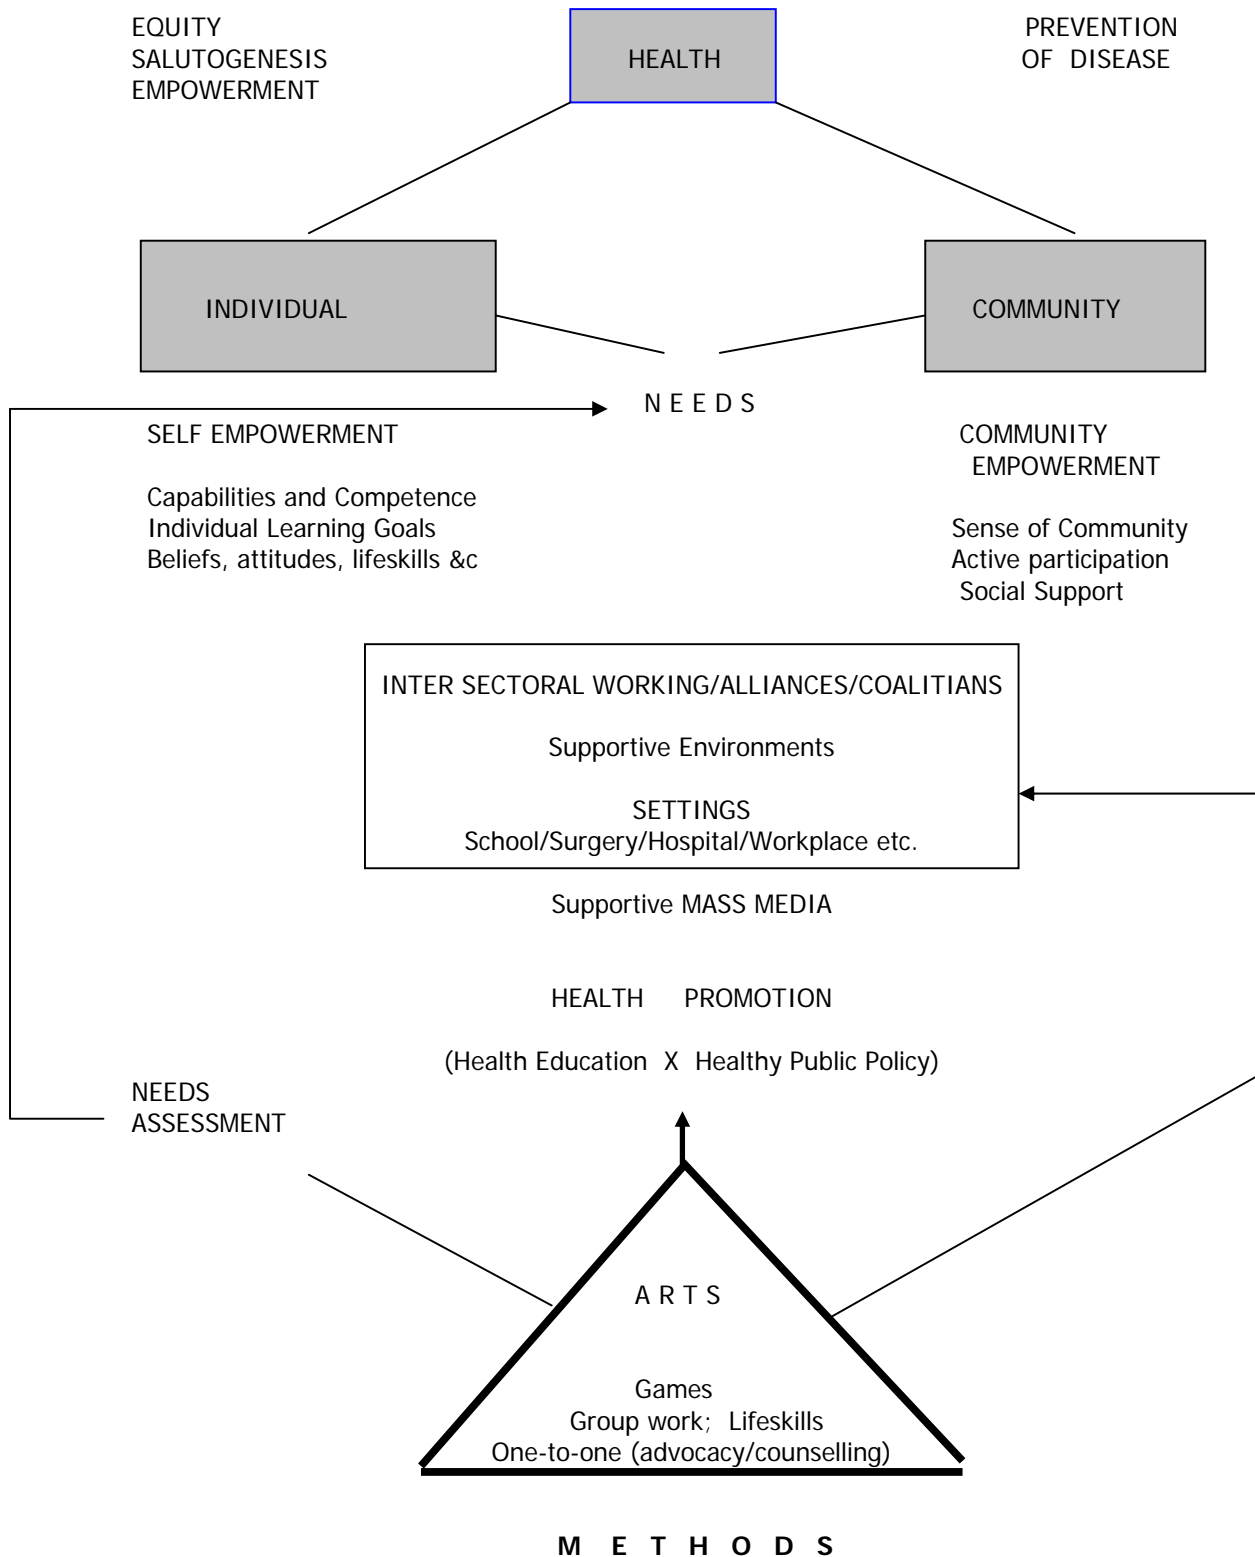 EQUITY
SALUTOGENESIS
EMPOWERMENT
HEALTH
PREVENTION
OF DISEASE
INDIVIDUAL
COMMUNITY
N E E D S
SELF EMPOWERMENT
Capabilities and Competence
Individual Learning Goals
Beliefs, attitudes, lifeskills &c
COMMUNITY
EMPOWERMENT
Sense of Community
Active participation
Social Support
INTER SECTORAL WORKING/ALLIANCES/COALITIANS
Supportive Environments
SETTINGS
School/Surgery/Hospital/Workplace etc.
Supportive MASS MEDIA
HEALTH PROMOTION
(Health Education X Healthy Public Policy)
NEEDS
ASSESSMENT
A R T S
Games
Group work; Lifeskills
One-to-one (advocacy/counselling)
M E T H O D S